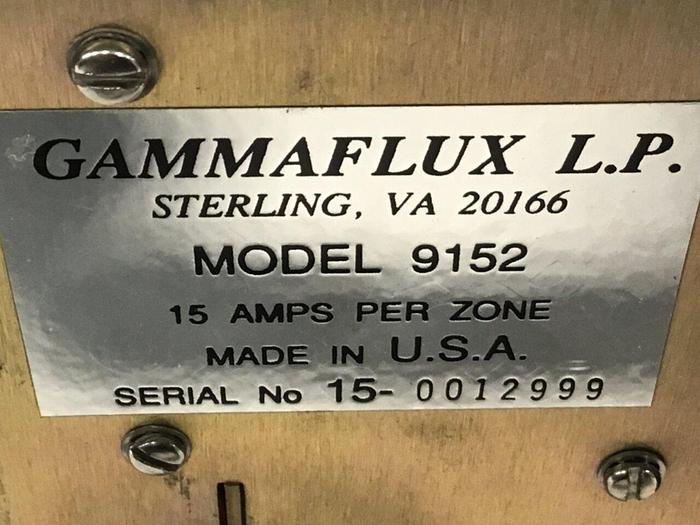 GAMMAFLUX L.P.
STERLING, VA 20166
MODEL 9152
15 AMPS PER ZONE
MADE IN U.S.A.
SERIAL No 15- 0012999